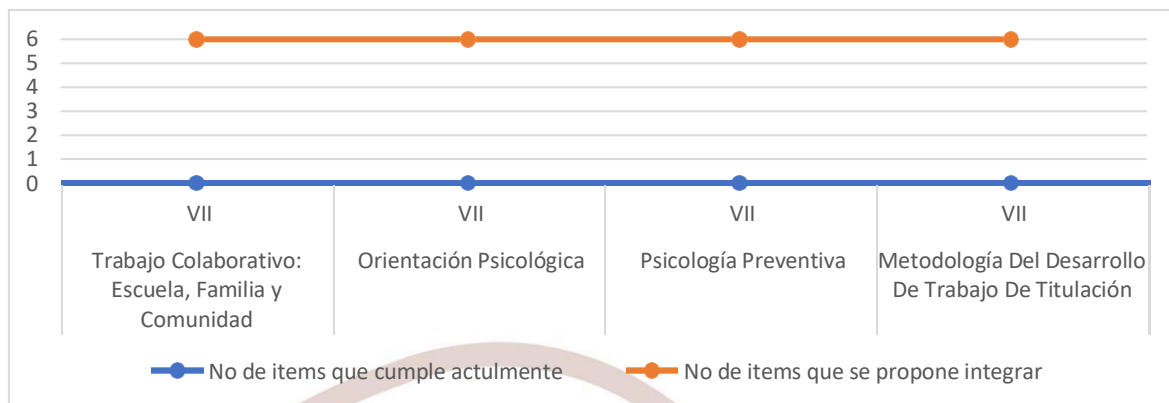 6
5
4
3
2
1
0
VII VII VII VII
Trabajo Colaborativo: Orientación Psicológica Psicología Preventiva Metodología Del Desarrollo
Escuela, Familia y De Trabajo De Titulación
Comunidad
No de items que cumple actulmente No de items que se propone integrar